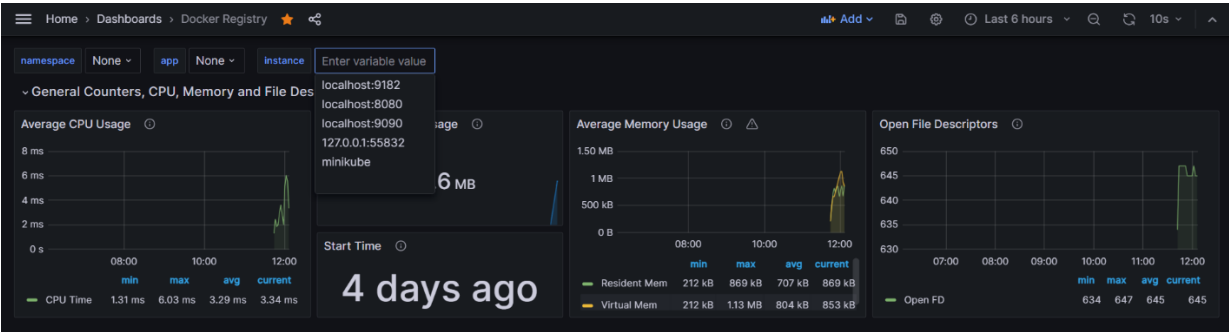 Home › Dashboards › Docker Registry
Add
Last 6 hours
10s
namespace None app None instance Enter variable value
localhost:9182
localhost:8080
localhost:9090
127.0.0.1:55832
minikube
General Counters, CPU, Memory and File Des
Average CPU Usage
8 ms
6 ms
4 ms
2 ms
0 s
08:00 10:00 12:00
min max avg current
CPU Time 1.31 ms 6.03 ms 3.29 ms 3.34 ms
sage
.6 MB
Start Time
4 days ago
Average Memory Usage
1.50 MB
1 MB
500 kB
0 B
08:00 10:00 12:00
min max avg current
Resident Mem 212 kB 869 kB 707 kB 869 kB
Virtual Mem 212 kB 1.13 MB 804 kB 853 kB
Open File Descriptors
650
645
640
635
630
07:00 08:00 09:00 10:00 11:00 12:00
min max avg current
Open FD 634 647 645 645